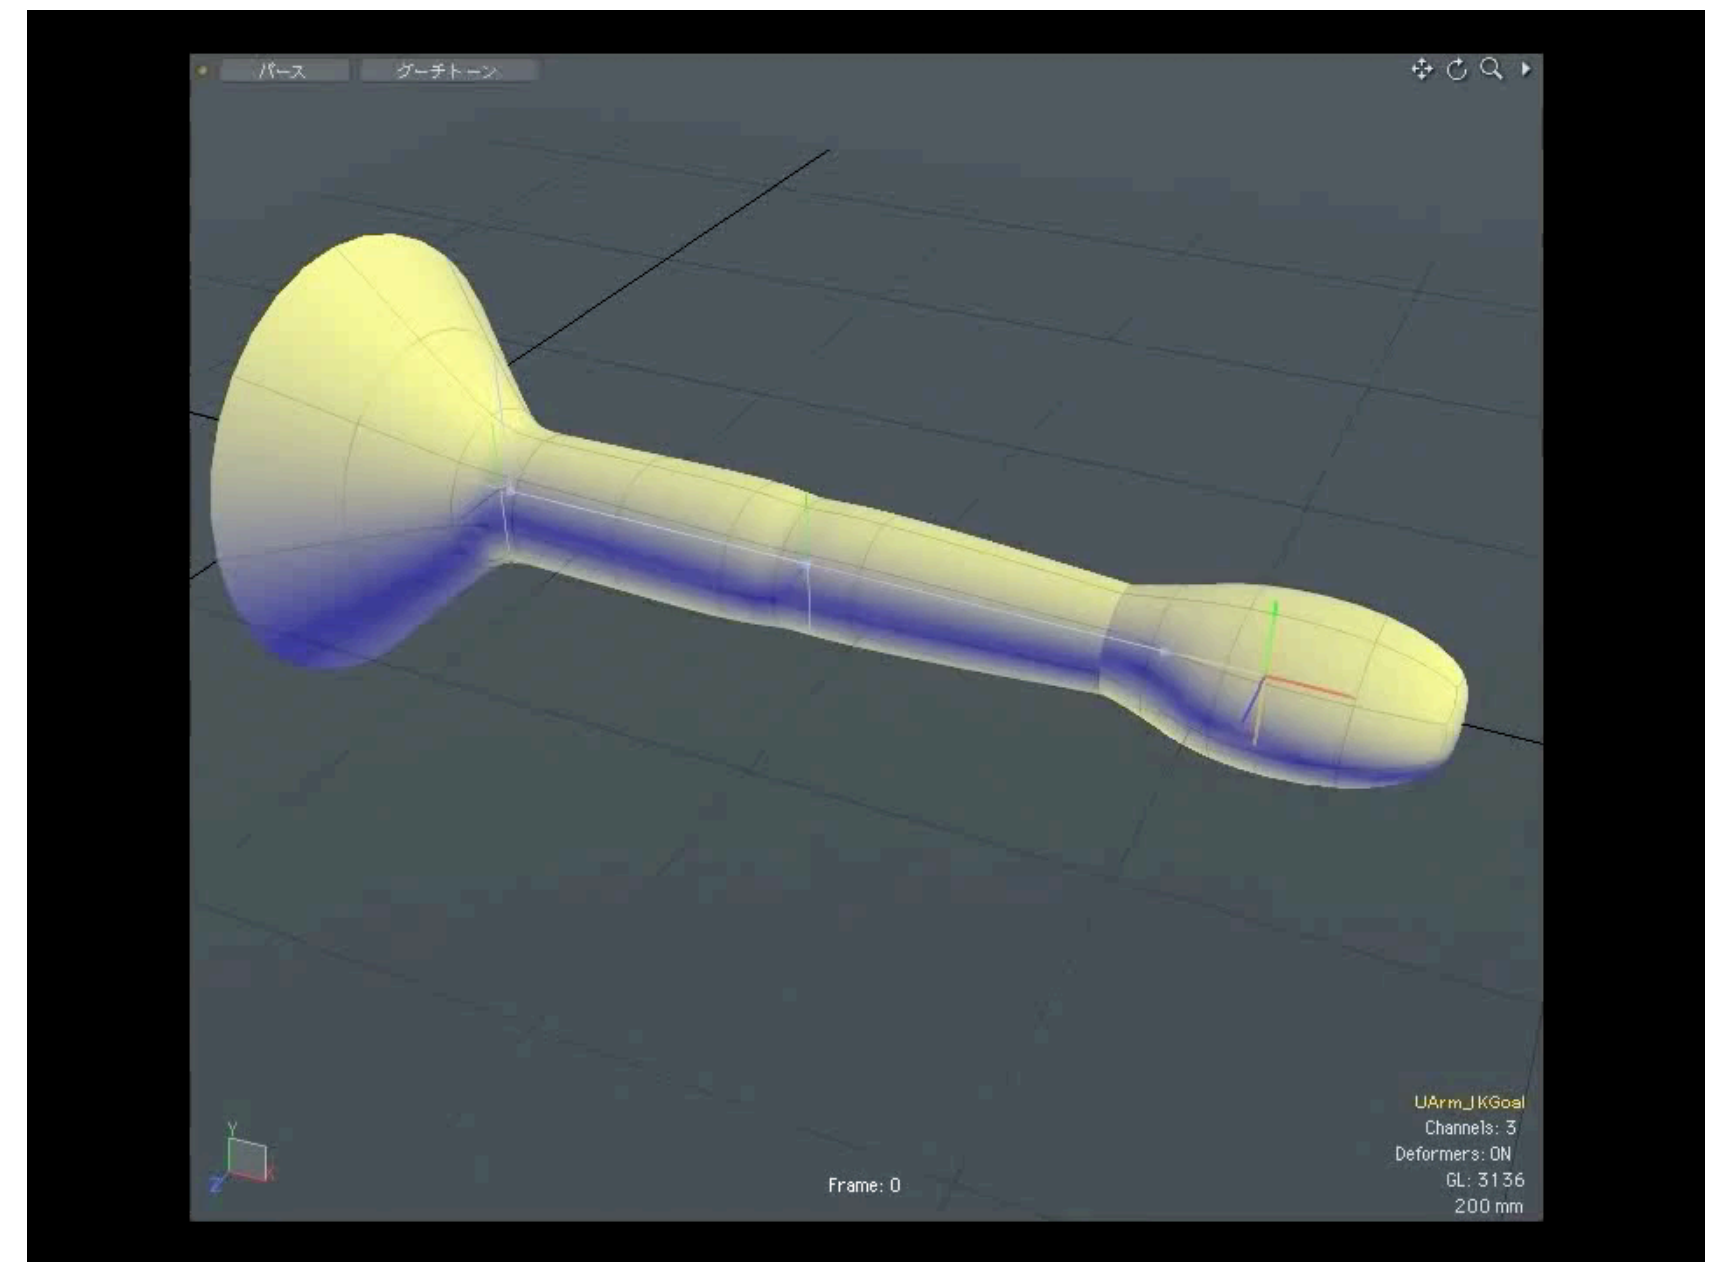 パース
グーチトーン
UArm_IKGoal
Channels: 3
Deformers: ON
GL: 3136
200 mm
Frame: 0
Y
X
Z